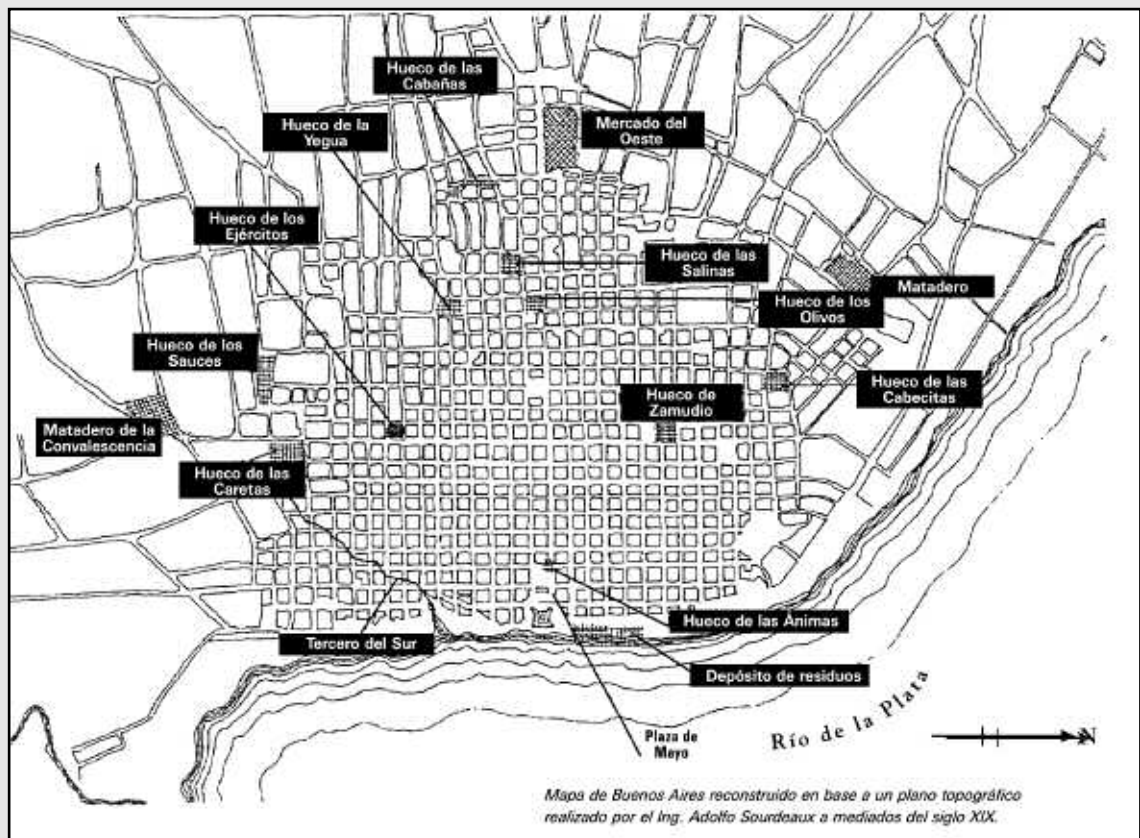 Hueco de las
Cabañas
Hueco de la
Yegua
Mercado del
Oeste
Hueco de los
Ejércitos
Hueco de las
Salinas
Matadero
Hueco de los
Olivos
Hueco de los
Sauces
Hueco de las
Cabecitas
Hueco de
Zamudio
Matadero de la
Convalescencia
Hueco de las
Caretas
Hueco de las Ánimas
Tercero del Sur
Depósito de residuos
Plaza de
Mayo
Río de la Plata
N
Mapa de Buenos Aires reconstruido en base a un plano topográfico
realizado por el Ing. Adolfo Sourdeaux a mediados del siglo XIX.